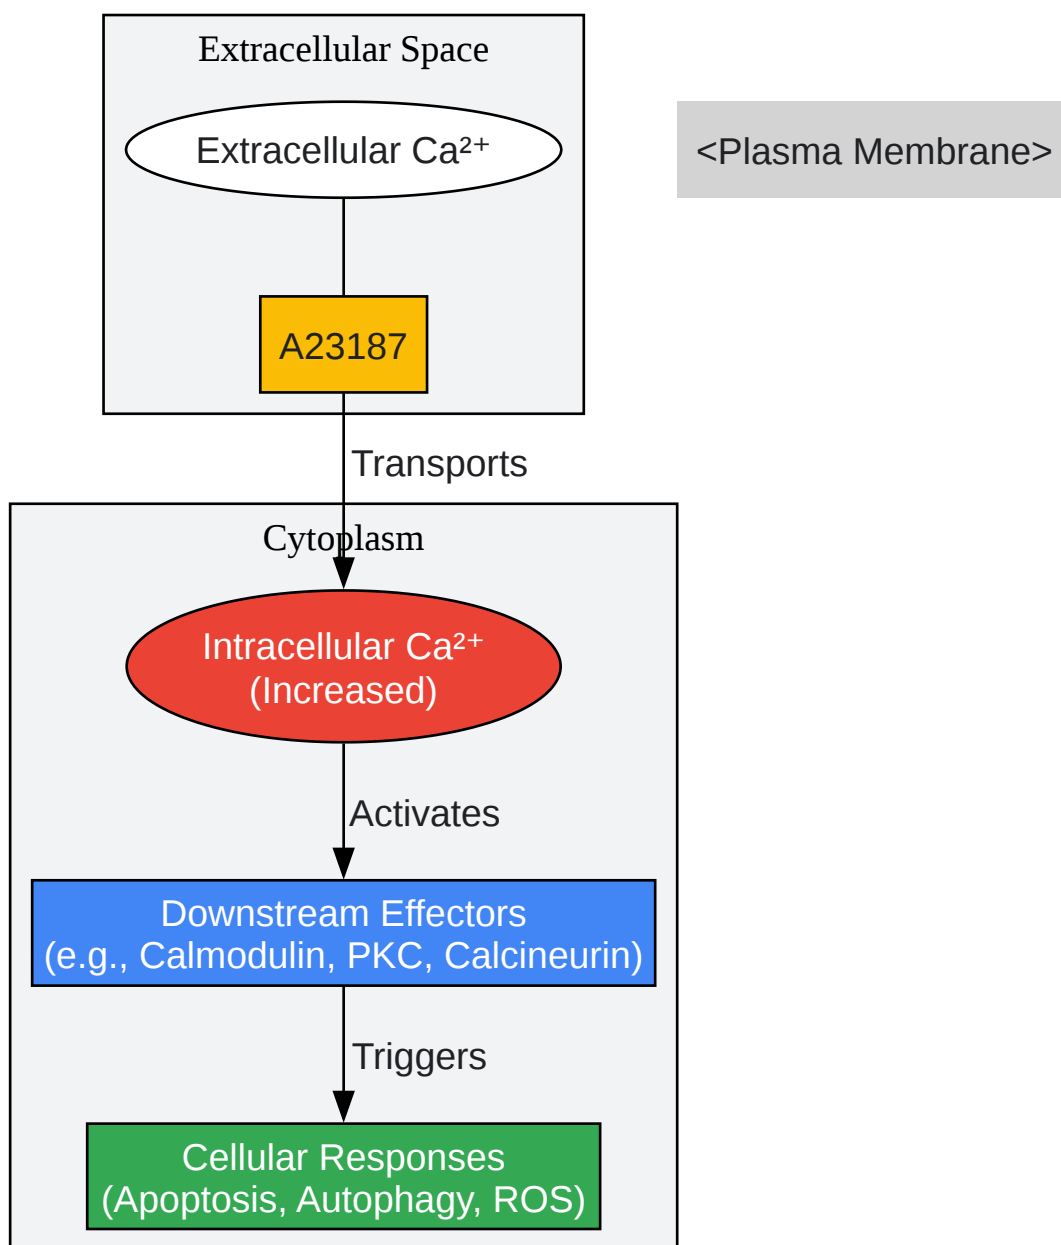 Extracellular Space
Extracellular Ca²⁺
<Plasma Membrane>
A23187
Transports
Cytoplasm
Intracellular Ca²⁺
(Increased)
Activates
Downstream Effectors
(e.g., Calmodulin, PKC, Calcineurin)
Triggers
Cellular Responses
(Apoptosis, Autophagy, ROS)